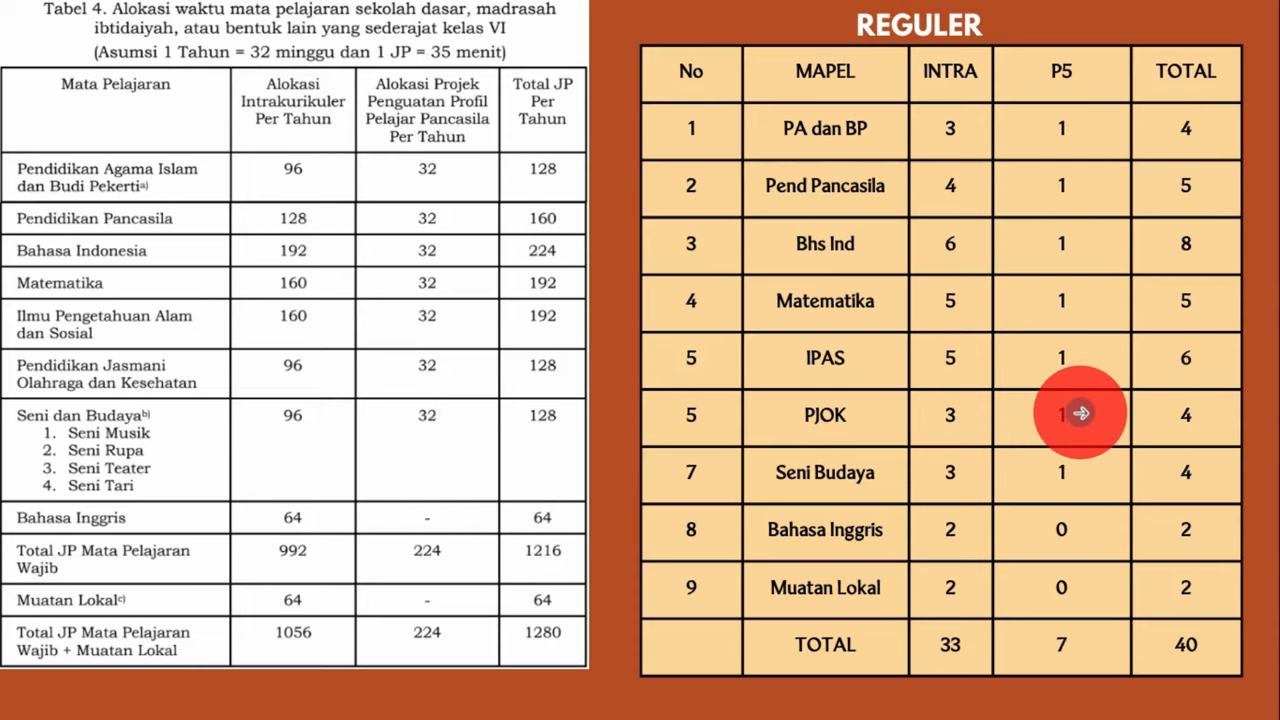 Tabel 4. Alokasi waktu mata pelajaran sekolah dasar, madrasah
ibtidaiyah, atau bentuk lain yang sederajat kelas VI
(Asumsi 1 Tahun = 32 minggu dan 1 JP = 35 menit)
Mata Pelajaran
Alokasi
Intrakurikuler
Per Tahun
Alokasi Projek
Penguatan Profil
Pelajar Pancasila
Per Tahun
Total JP
Per
Tahun
Pendidikan Agama Islam
dan Budi Pekertia)
96 32 128
Pendidikan Pancasila 128 32 160
Bahasa Indonesia 192 32 224
Matematika 160 32 192
Ilmu Pengetahuan Alam
dan Sosial
160 32 192
Pendidikan Jasmani
Olahraga dan Kesehatan
96 32 128
Seni dan Budayab) 96 32 128
1. Seni Musik
2. Seni Rupa
3. Seni Teater
4. Seni Tari
Bahasa Inggris 64 - 64
Total JP Mata Pelajaran
Wajib
992 224 1216
Muatan Lokalc) 64 - 64
Total JP Mata Pelajaran
Wajib + Muatan Lokal
1056 224 1280
REGULER
No MAPEL INTRA P5 TOTAL
1 PA dan BP 3 1 4
2 Pend Pancasila 4 1 5
3 Bhs Ind 6 1 8
4 Matematika 5 1 5
5 IPAS 5 1 6
5 PJOK 3 1 4
7 Seni Budaya 3 1 4
8 Bahasa Inggris 2 0 2
9 Muatan Lokal 2 0 2
TOTAL 33 7 40